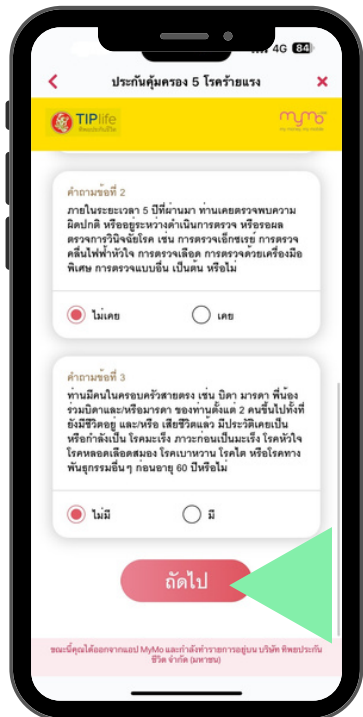 4G 84
ประกันคุ้มครอง 5 โรคร้ายแรง
TIPlife
ทิพยประกันชีวิต
mymo
my money my mobile
คำถามข้อที่ 2
ภายในระยะเวลา 5 ปีที่ผ่านมา ท่านเคยตรวจพบความ
ผิดปกติ หรืออยู่ระหว่างดำเนินการตรวจ หรือรอผล
ตรวจการวินิจฉัยโรค เช่น การตรวจเอ็กซเรย์ การตรวจ
คลื่นไฟฟ้าหัวใจ การตรวจเลือด การตรวจด้วยเครื่องมือ
พิเศษ การตรวจแบบอื่น เป็นต้น หรือไม่
ไม่เคย เคย
คำถามข้อที่ 3
ท่านมีคนในครอบครัวสายตรง เช่น บิดา มารดา พี่น้อง
ร่วมบิดาและ/หรือมารดา ของท่านตั้งแต่ 2 คนขึ้นไปทั้งที่
ยังมีชีวิตอยู่ และ/หรือ เสียชีวิตแล้ว มีประวัติเคยเป็น
หรือกำลังเป็น โรคมะเร็ง ภาวะก่อนเป็นมะเร็ง โรคหัวใจ
โรคหลอดเลือดสมอง โรคเบาหวาน โรคไต หรือโรคทาง
พันธุกรรมอื่น ๆ ก่อนอายุ 60 ปีหรือไม่
ไม่มี มี
ถัดไป
ขณะนี้คุณได้ออกจากแอป MyMo และกำลังทำรายการอยู่บน บริษัท ทิพยประกัน
ชีวิต จำกัด (มหาชน)